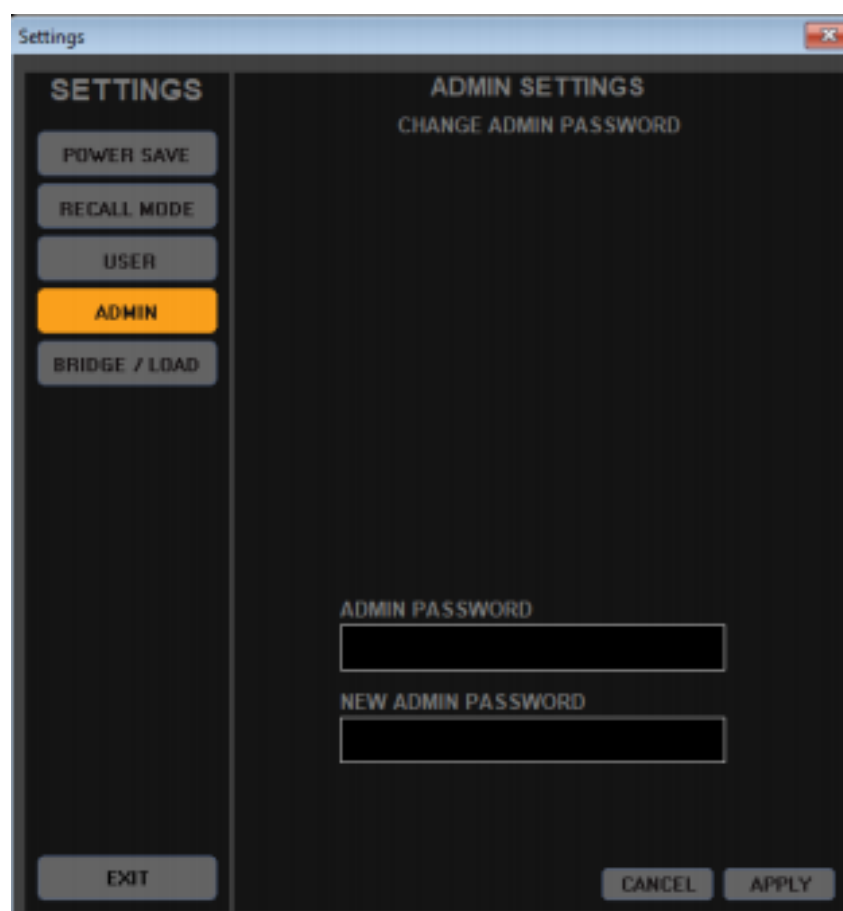 Settings
SETTINGS
POWER SAVE
RECALL MODE
USER
ADMIN
BRIDGE / LOAD
EXIT
ADMIN SETTINGS
CHANGE ADMIN PASSWORD
ADMIN PASSWORD
NEW ADMIN PASSWORD
CANCEL
APPLY